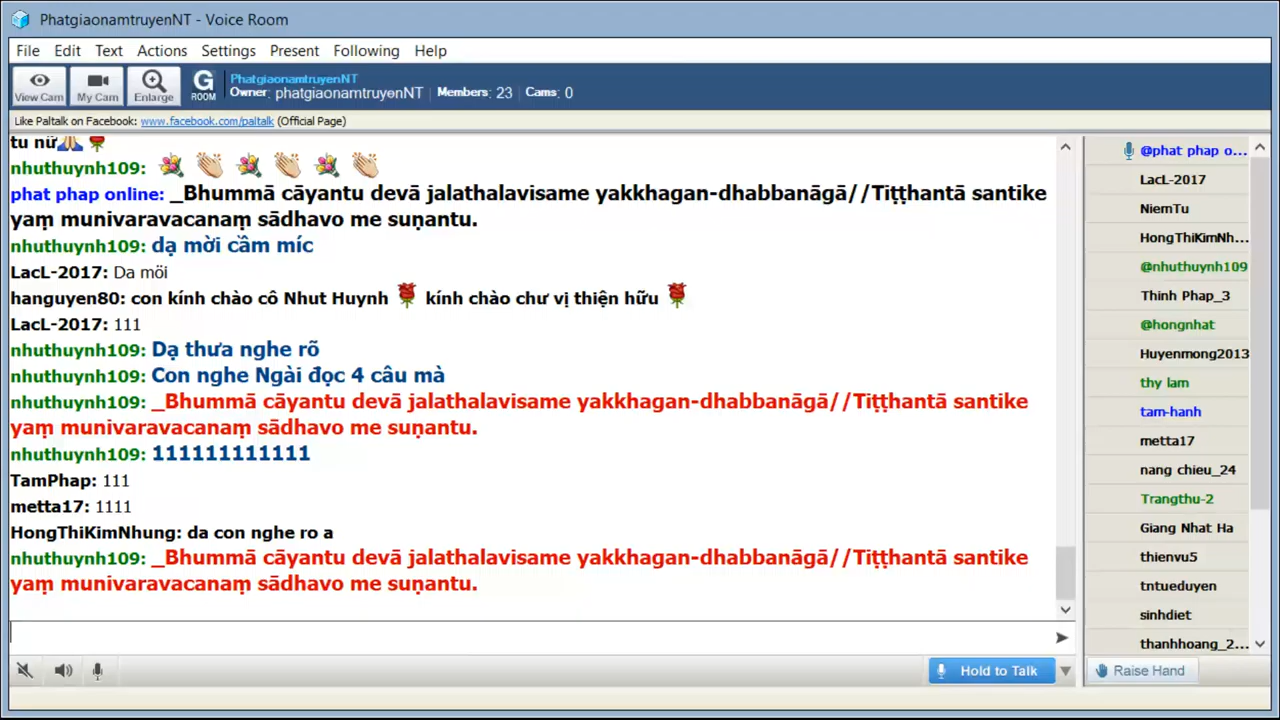 PhatgiaonamtruyenNT - Voice Room
File Edit Text Actions Settings Present Following Help
View Cam My Cam Enlarge G ROOM
PhatgiaonamtruyenNT
Owner: phatgiaonamtruyenNT Members: 23 Cams: 0
Like Paltalk on Facebook: www.facebook.com/paltalk (Official Page)
tu nữ
nhuthuynh109:
phat phap online: _Bhummā cāyantu devā jalathalavisame yakkhagan-dhabbanāgā//Tiṭṭhantā santike
yaṃ munivaravacanaṃ sādhavo me suṇantu.
nhuthuynh109: dạ mời cầm míc
LacL-2017: Da möi
hanguyen80: con kính chào cô Nhut Huynh kính chào chư vị thiện hữu
LacL-2017: 111
nhuthuynh109: Dạ thưa nghe rõ
nhuthuynh109: Con nghe Ngài đọc 4 câu mà
nhuthuynh109: _Bhummā cāyantu devā jalathalavisame yakkhagan-dhabbanāgā//Tiṭṭhantā santike
yaṃ munivaravacanaṃ sādhavo me suṇantu.
nhuthuynh109: 111111111111
TamPhap: 111
metta17: 1111
HongThiKimNhung: da con nghe ro a
nhuthuynh109: _Bhummā cāyantu devā jalathalavisame yakkhagan-dhabbanāgā//Tiṭṭhantā santike
yaṃ munivaravacanaṃ sādhavo me suṇantu.
@phat phap o...
LacL-2017
NiemTu
HongThiKimNh...
@nhuthuynh109
Thinh Phap_3
@hongnhat
Huyenmong2013
thy lam
tam-hanh
metta17
nang chieu_24
Trangthu-2
Giang Nhat Ha
thienvu5
tntueduyen
sinhdiet
thanhhoang_2...
Hold to Talk
Raise Hand